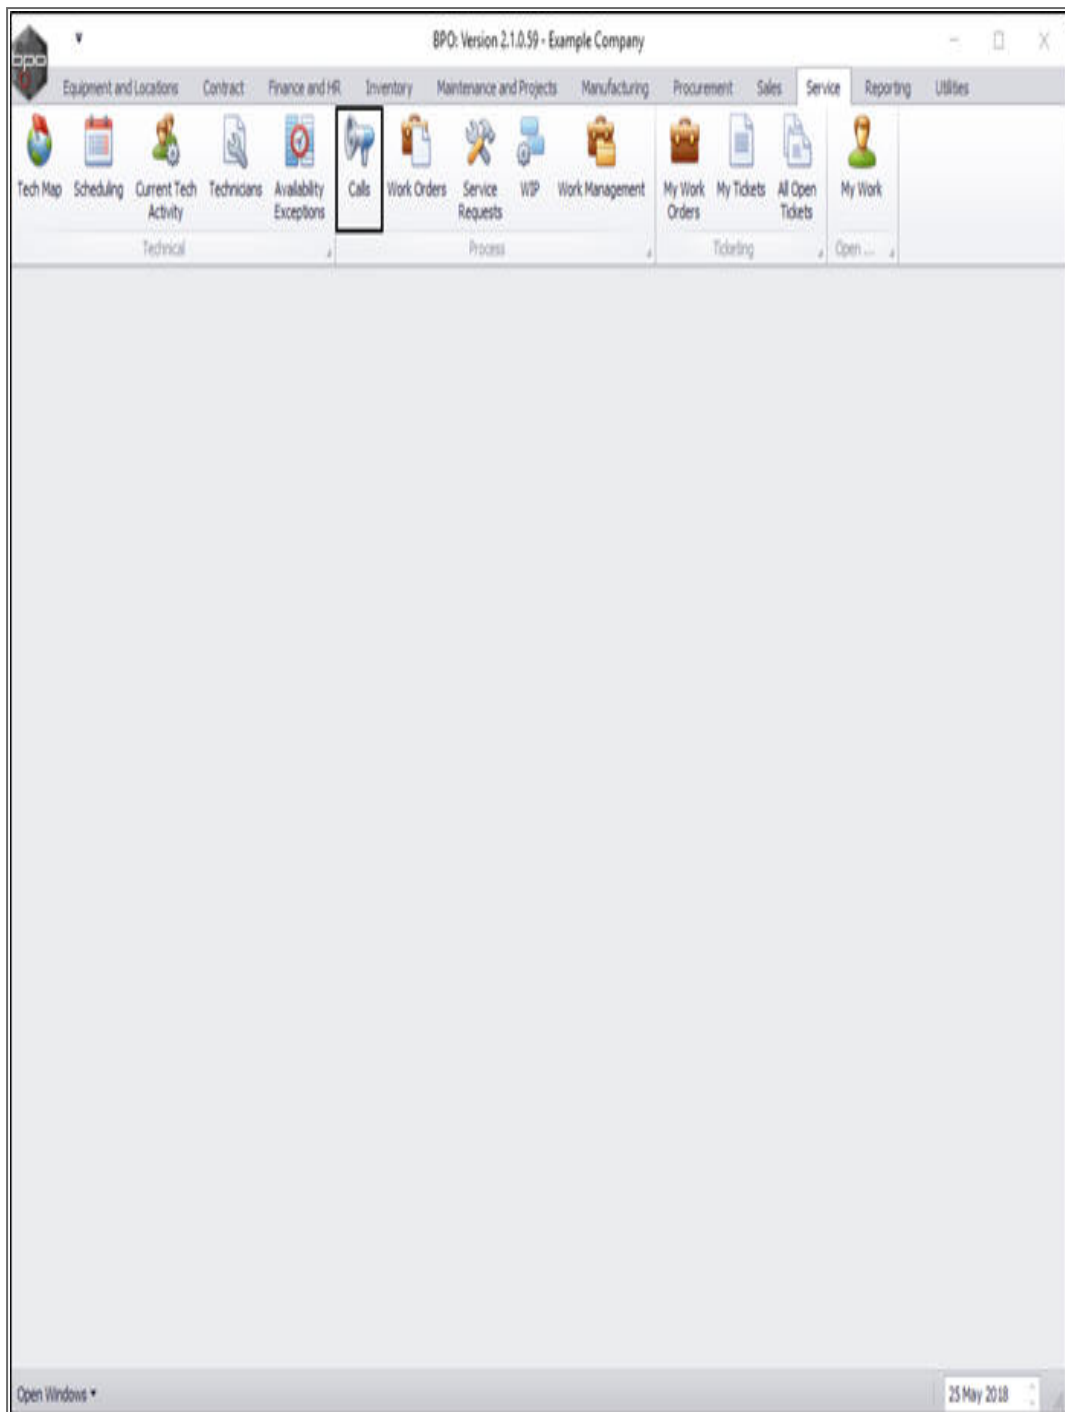 BPO: Version 2.1.0.59 - Example Company
bpo
Equipment and Locations Contract Finance and HR Inventory Maintenance and Projects Manufacturing Procurement Sales Service Reporting Utilities
Tech Map Scheduling Current Tech Activity Technicians Availability Exceptions Calls Work Orders Service Requests WIP Work Management My Work Orders My Tickets All Open Tickets My Work
Technical Process Ticketing Open ...
Open Windows 25 May 2018